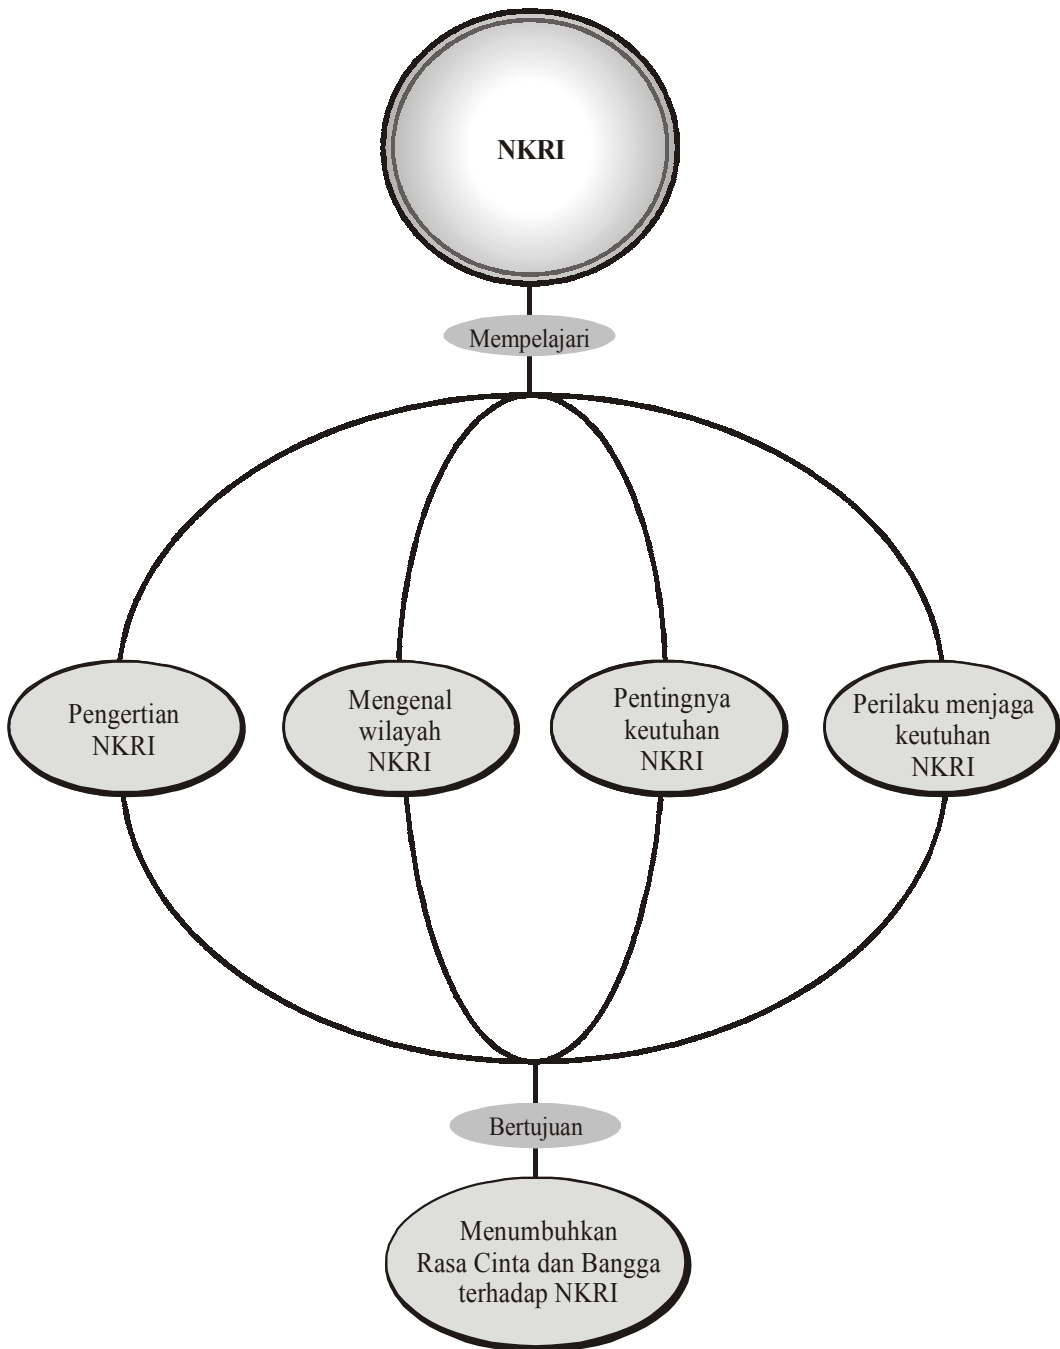 NKRI
Mempelajari
Pengertian
NKRI
Mengenal
wilayah
NKRI
Pentingnya
keutuhan
NKRI
Perilaku menjaga
keutuhan
NKRI
Bertujuan
Menumbuhkan
Rasa Cinta dan Bangga
terhadap NKRI